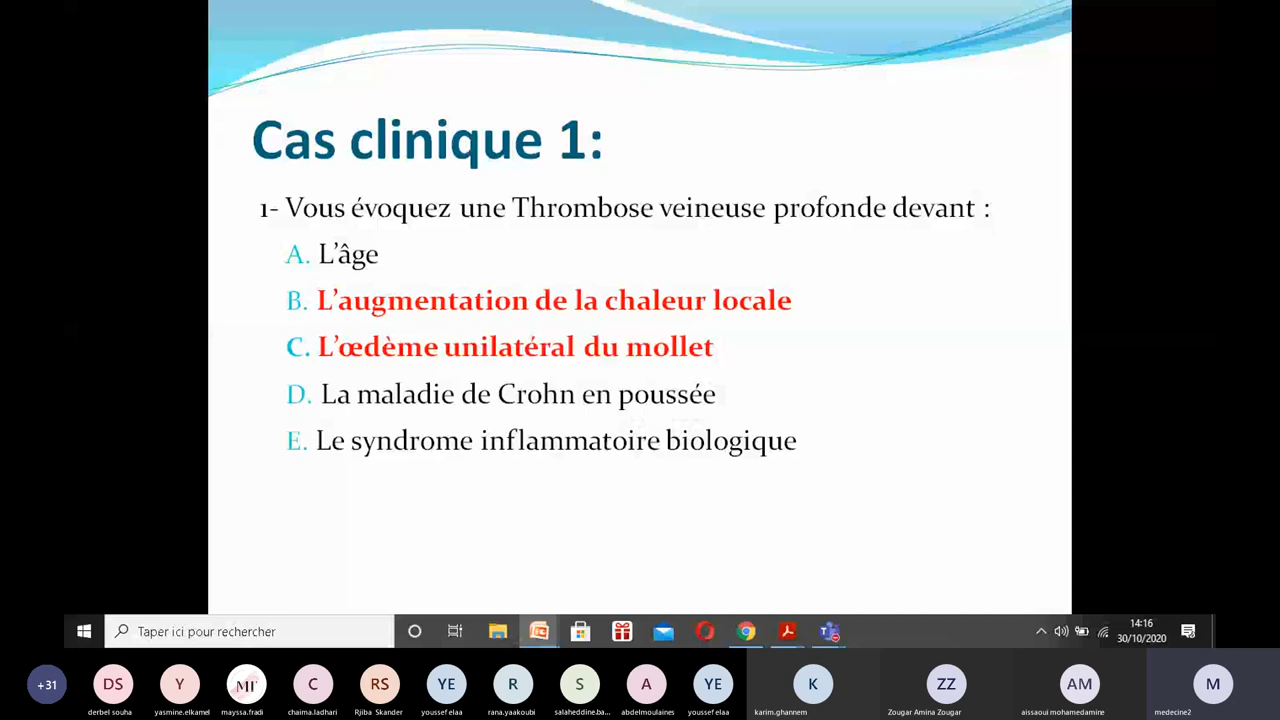 Cas clinique 1:
1- Vous évoquez une Thrombose veineuse profonde devant :
A. L’âge
B. L’augmentation de la chaleur locale
C. L’œdème unilatéral du mollet
D. La maladie de Crohn en poussée
E. Le syndrome inflammatoire biologique
Taper ici pour rechercher
14:16
30/10/2020
+31
DS
Y
MF
C
RS
YE
R
S
A
YE
K
ZZ
AM
M
derbel souha
yasmine.elkamel
mayssa.fradi
chaima.ladhari
Rjiba Skander
youssef elaa
rana.yaakoubi
salaheddine.ba...
abdelmoulaines
youssef elaa
karim.ghannem
Zougar Amina Zougar
aissaoui mohamedamine
medecine2